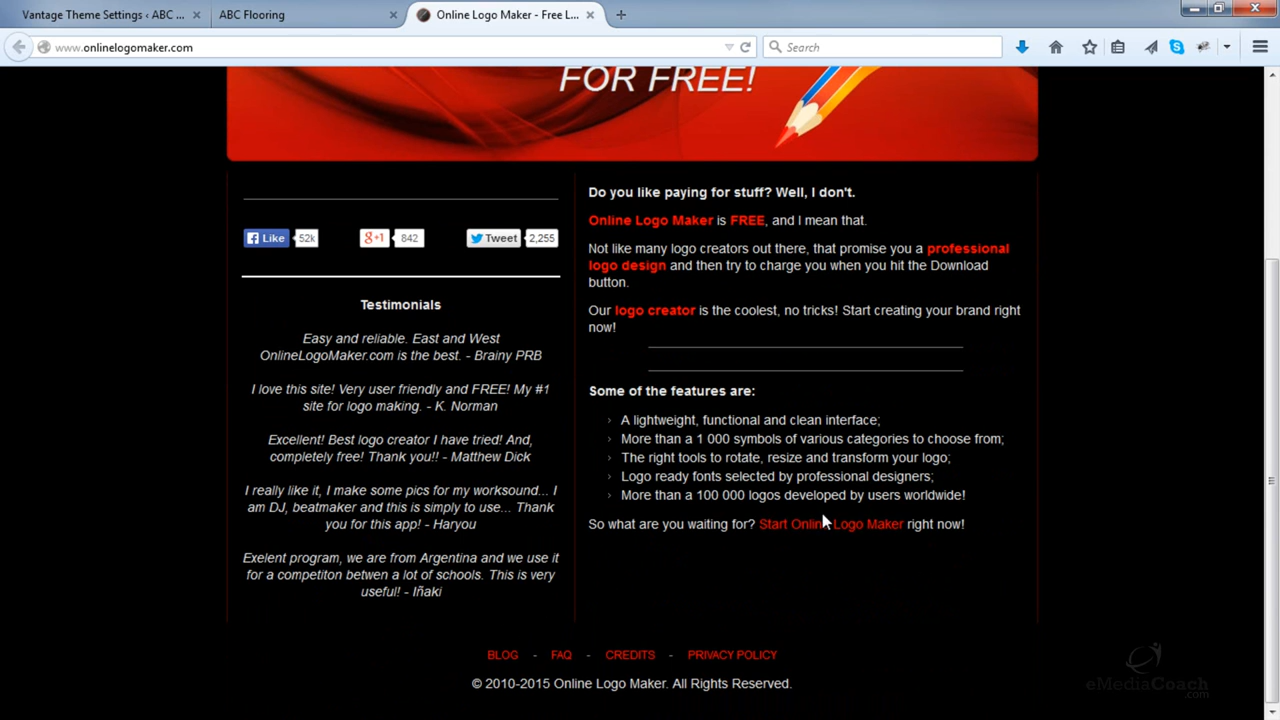 Vantage Theme Settings ‹ ABC ...
ABC Flooring
Online Logo Maker - Free L...
www.onlinelogomaker.com
Search
FOR FREE!
Like 52k
g+1 842
Tweet 2,255
Testimonials
Easy and reliable. East and West
OnlineLogoMaker.com is the best. - Brainy PRB
I love this site! Very user friendly and FREE! My #1
site for logo making. - K. Norman
Excellent! Best logo creator I have tried! And,
completely free! Thank you!! - Matthew Dick
I really like it, I make some pics for my worksound... I
am DJ, beatmaker and this is simply to use... Thank
you for this app! - Haryou
Exelent program, we are from Argentina and we use it
for a competiton betwen a lot of schools. This is very
useful! - Iñaki
Do you like paying for stuff? Well, I don't.
Online Logo Maker is FREE, and I mean that.
Not like many logo creators out there, that promise you a professional
logo design and then try to charge you when you hit the Download
button.
Our logo creator is the coolest, no tricks! Start creating your brand right
now!
Some of the features are:
A lightweight, functional and clean interface;
More than a 1 000 symbols of various categories to choose from;
The right tools to rotate, resize and transform your logo;
Logo ready fonts selected by professional designers;
More than a 100 000 logos developed by users worldwide!
So what are you waiting for? Start Online Logo Maker right now!
BLOG - FAQ - CREDITS - PRIVACY POLICY
© 2010-2015 Online Logo Maker. All Rights Reserved.
eMediaCoach
.com